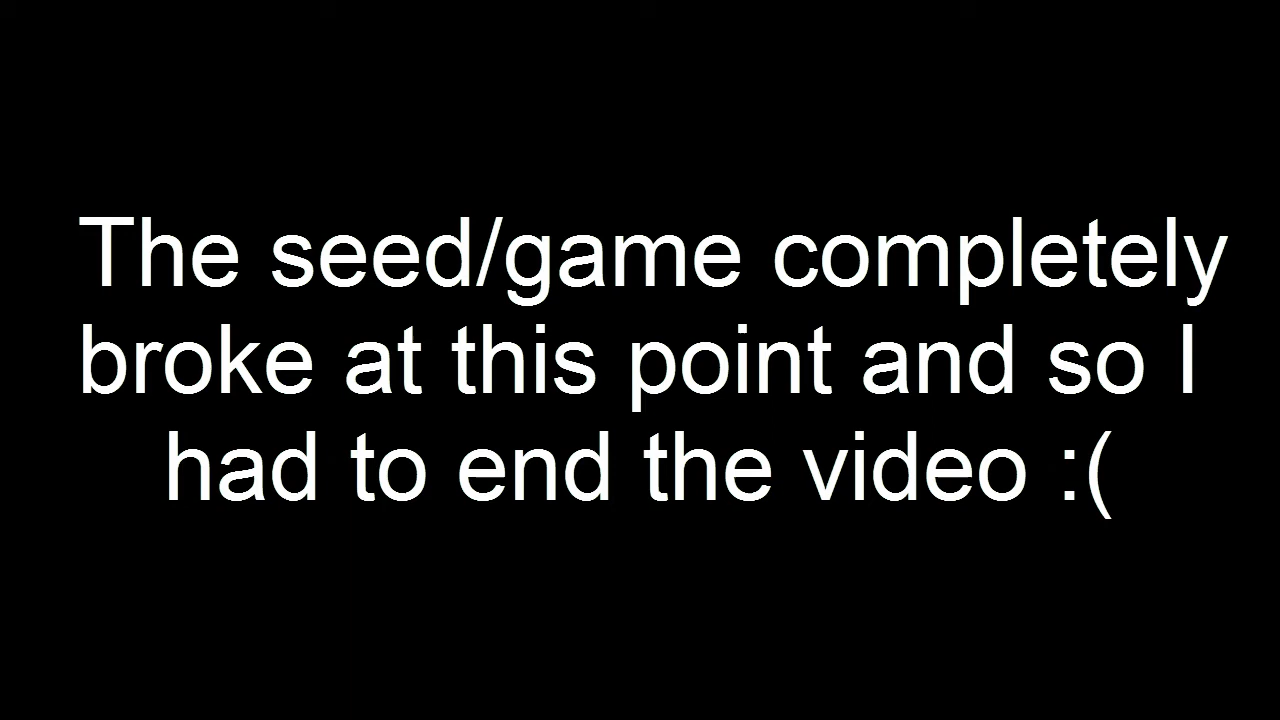 The seed/game completely
broke at this point and so I
had to end the video :(